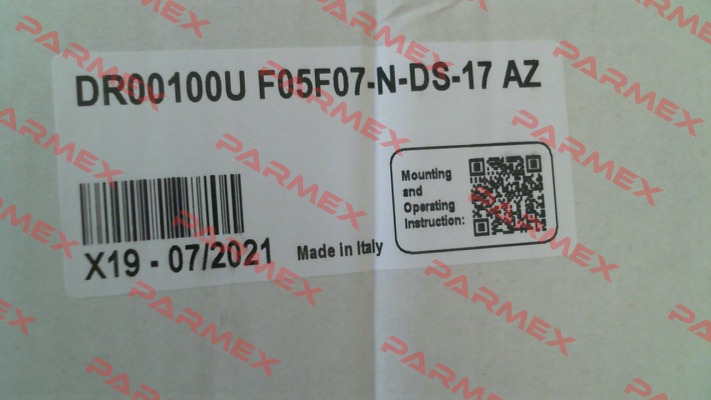 DR00100U F05F07-N-DS-17 AZ
Mounting
and
Operating
Instruction:
X19 - 07/2021
Made in Italy
PARMEX